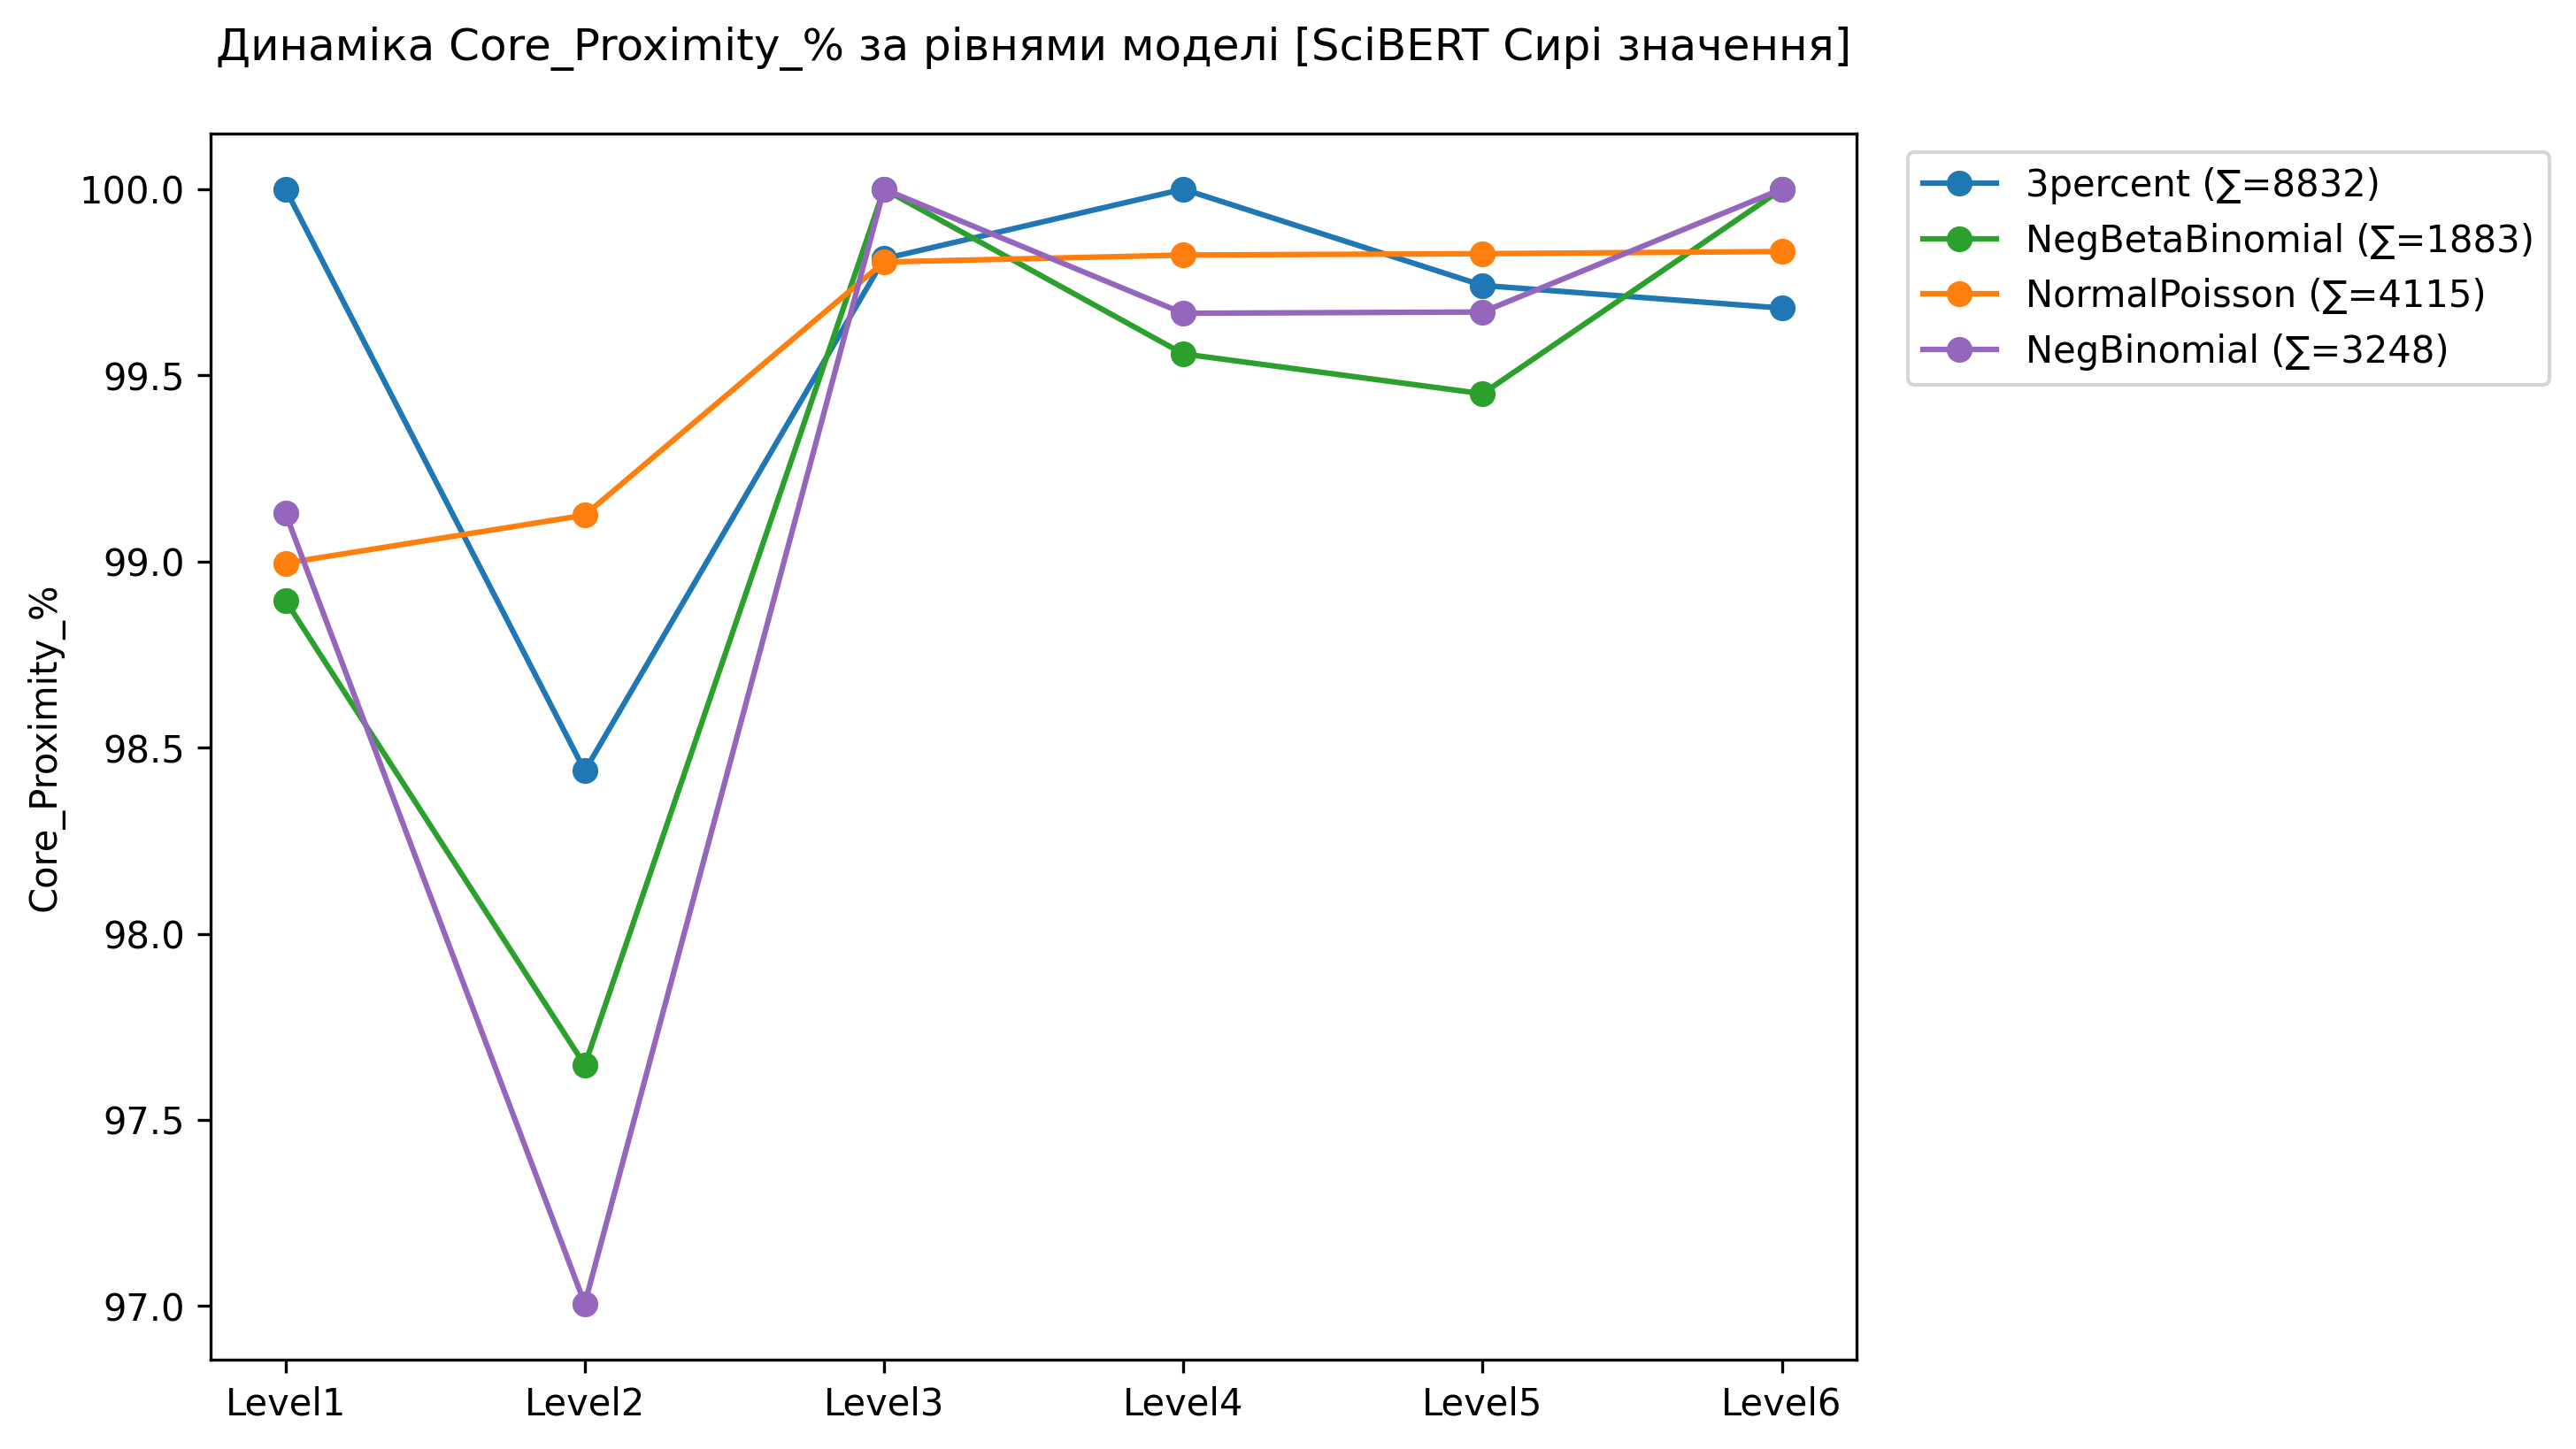 Динаміка Core_Proximity_% за рівнями моделі [SciBERT Сирі значення]
3percent (∑=8832)
NegBetaBinomial (∑=1883)
NormalPoisson (∑=4115)
NegBinomial (∑=3248)
Core_Proximity_%
100.0
99.5
99.0
98.5
98.0
97.5
97.0
Level1 Level2 Level3 Level4 Level5 Level6